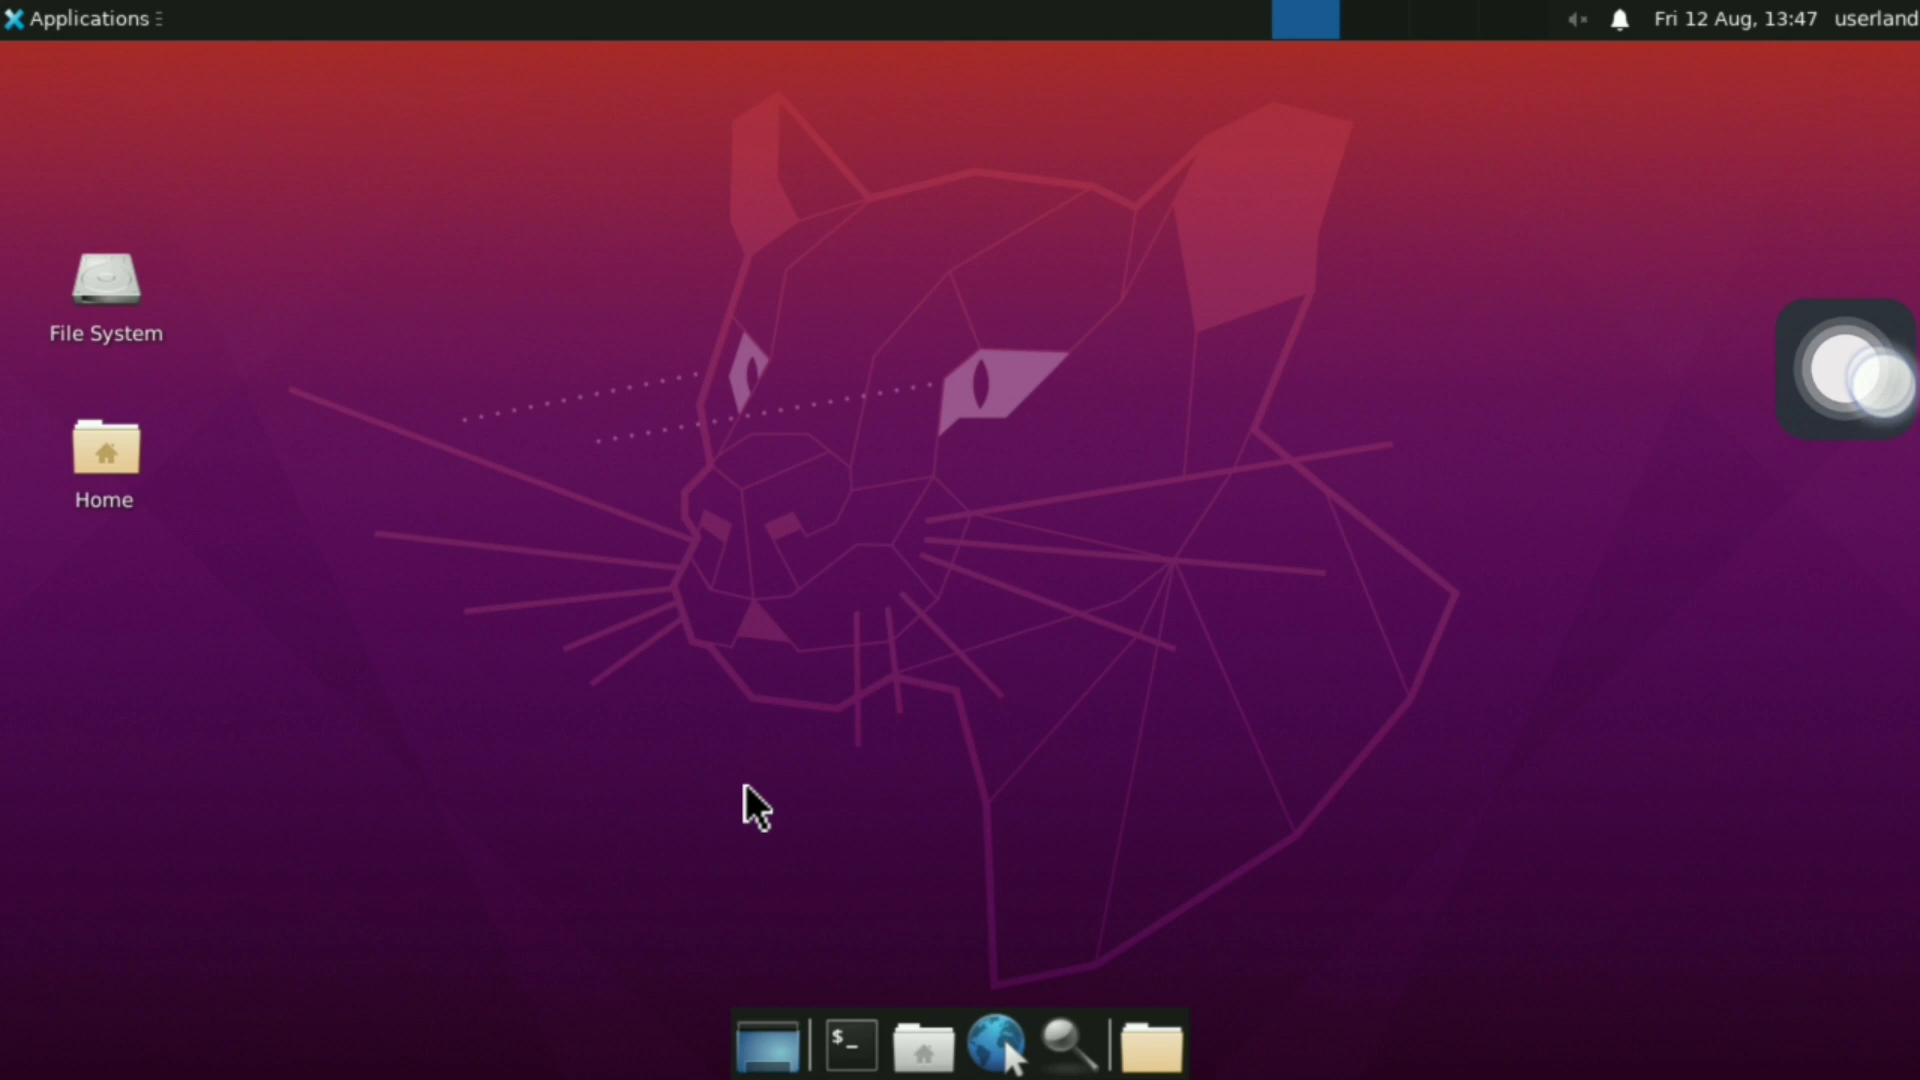 Applications
Fri 12 Aug, 13:47 userland
File System
Home
$_